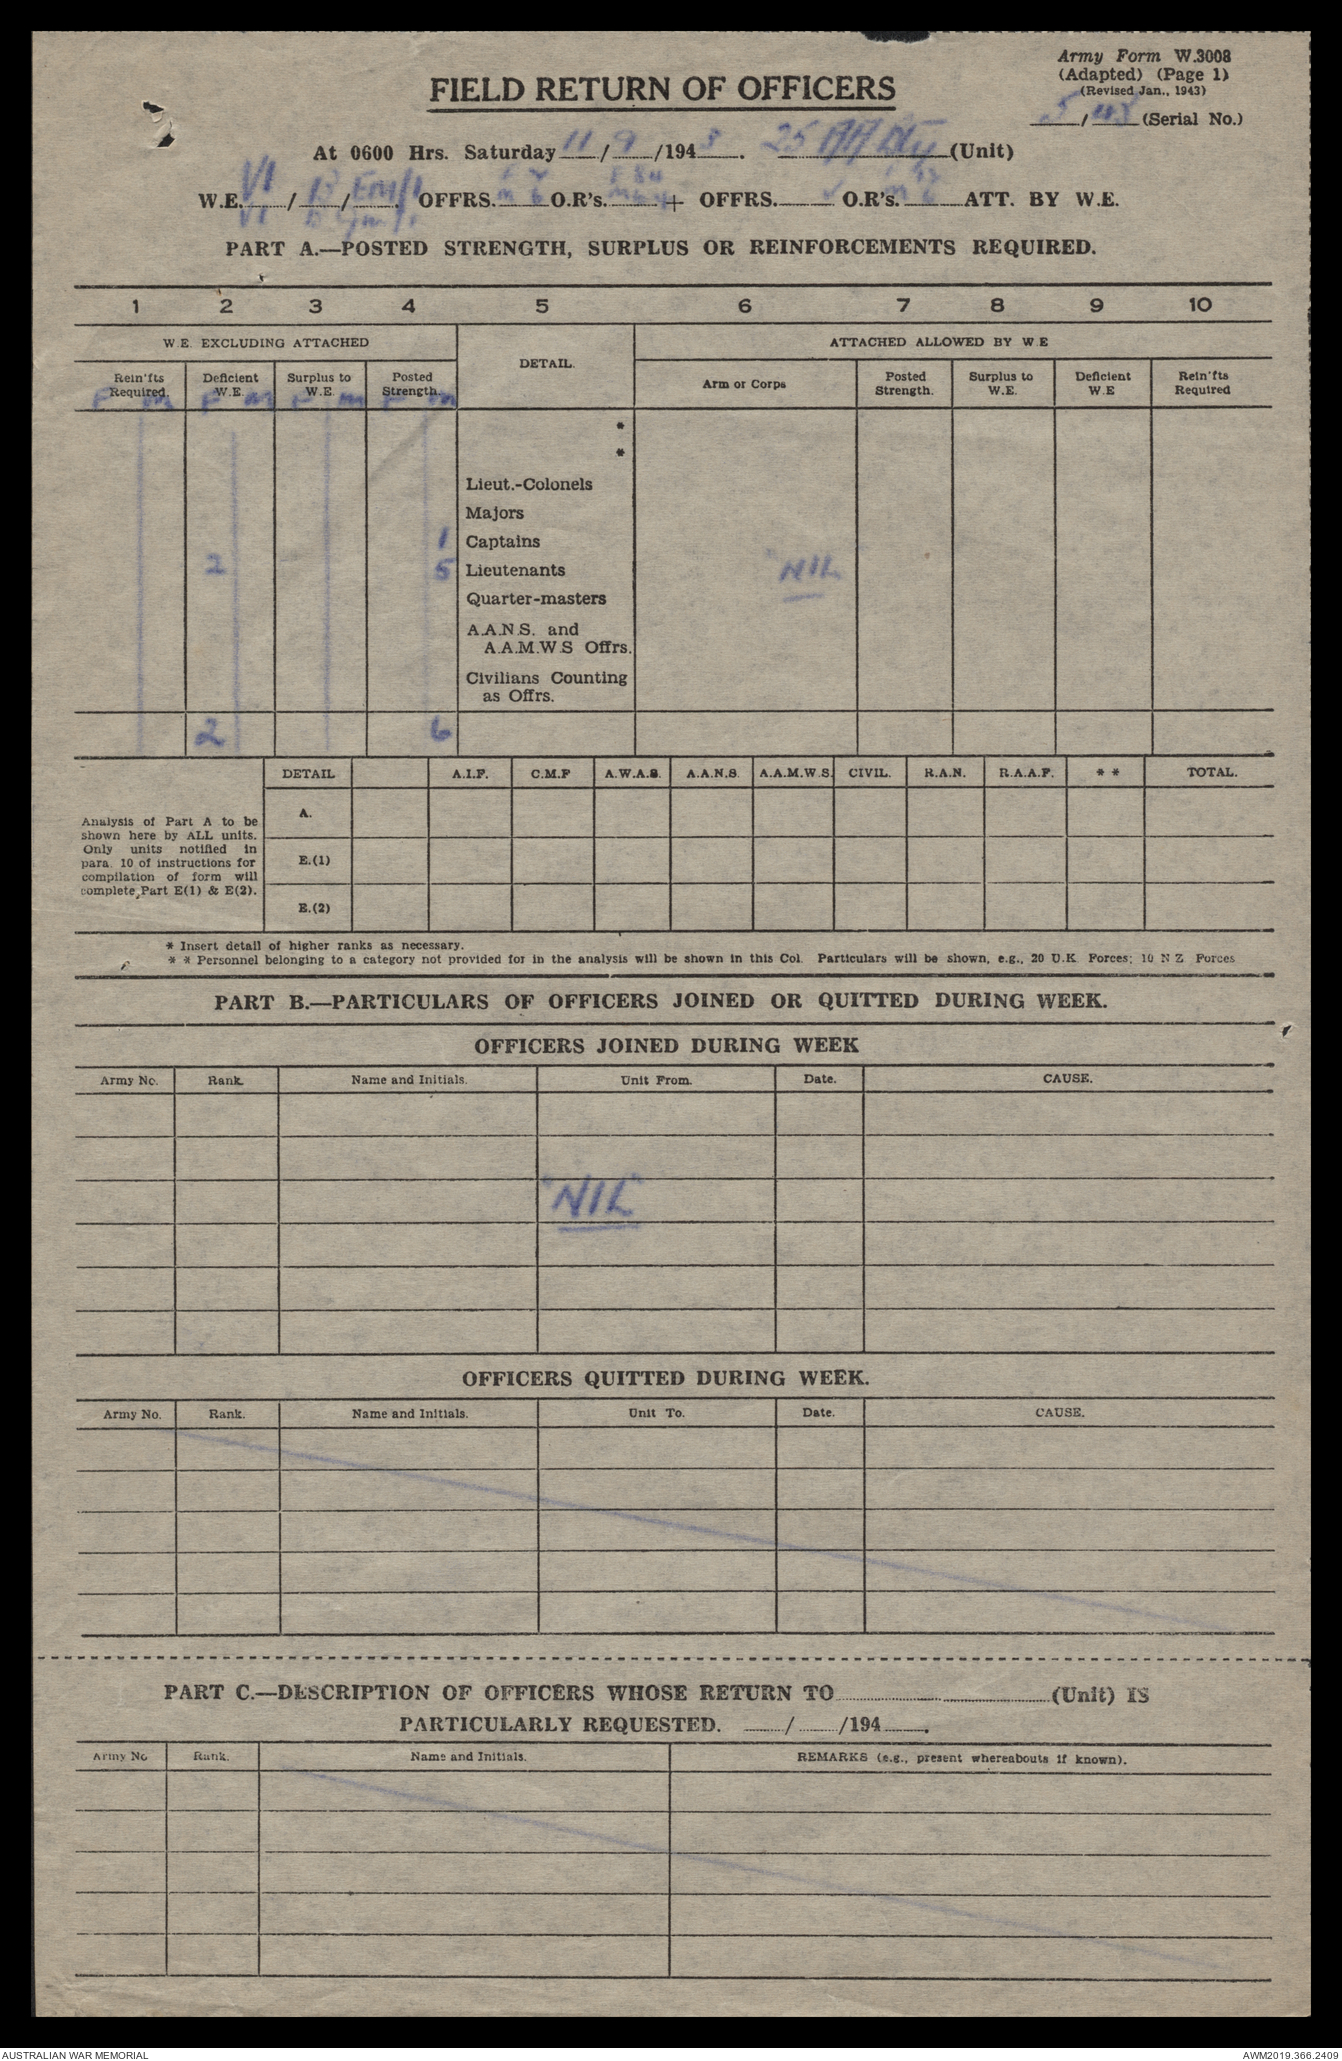 Army Form W.3008
(Adapted) (Page 1)
(Revised Jan., 1943)
5/43 (Serial No.)
FIELD RETURN OF OFFICERS
At 0600 Hrs. Saturday 11/9/1943. 25 AA Bty (Unit)
W.E. VI / B / / OFFRS. O.R's. + OFFRS. O.R's. ATT. BY W.E.
PART A.—POSTED STRENGTH, SURPLUS OR REINFORCEMENTS REQUIRED.
1 2 3 4 5 6 7 8 9 10
W.E. EXCLUDING ATTACHED DETAIL. ATTACHED ALLOWED BY W.E
Rein'fts Required. Deficient W.E. Surplus to W.E. Posted Strength. Arm or Corps Posted Strength. Surplus to W.E. Deficient W.E Rein'fts Required
F M F M F M F M
*
*
Lieut.-Colonels
Majors
1 Captains
2 5 Lieutenants "NIL
Quarter-masters
A.A.N.S. and
A.A.M.W.S Offrs.
Civilians Counting
as Offrs.
2 6
DETAIL A.I.F. C.M.F A.W.A.S. A.A.N.S. A.A.M.W.S. CIVIL. R.A.N. R.A.A.F. * * TOTAL.
Analysis of Part A to be
shown here by ALL units.
Only units notified in
para. 10 of instructions for
compilation of form will
complete Part E(1) & E(2).
A.
E.(1)
E.(2)
* Insert detail of higher ranks as necessary.
* * Personnel belonging to a category not provided for in the analysis will be shown in this Col. Particulars will be shown, e.g., 20 U.K. Forces; 10 N Z Forces
PART B.—PARTICULARS OF OFFICERS JOINED OR QUITTED DURING WEEK.
OFFICERS JOINED DURING WEEK
Army No. Rank. Name and Initials. Unit From. Date. CAUSE.
"NIL"
OFFICERS QUITTED DURING WEEK.
Army No. Rank. Name and Initials. Unit To. Date. CAUSE.
PART C.—DESCRIPTION OF OFFICERS WHOSE RETURN TO (Unit) IS
PARTICULARLY REQUESTED. / /194 .
Army No Rank. Name and Initials. REMARKS (e.g., present whereabouts if known).
AUSTRALIAN WAR MEMORIAL AWM2019.366.2409